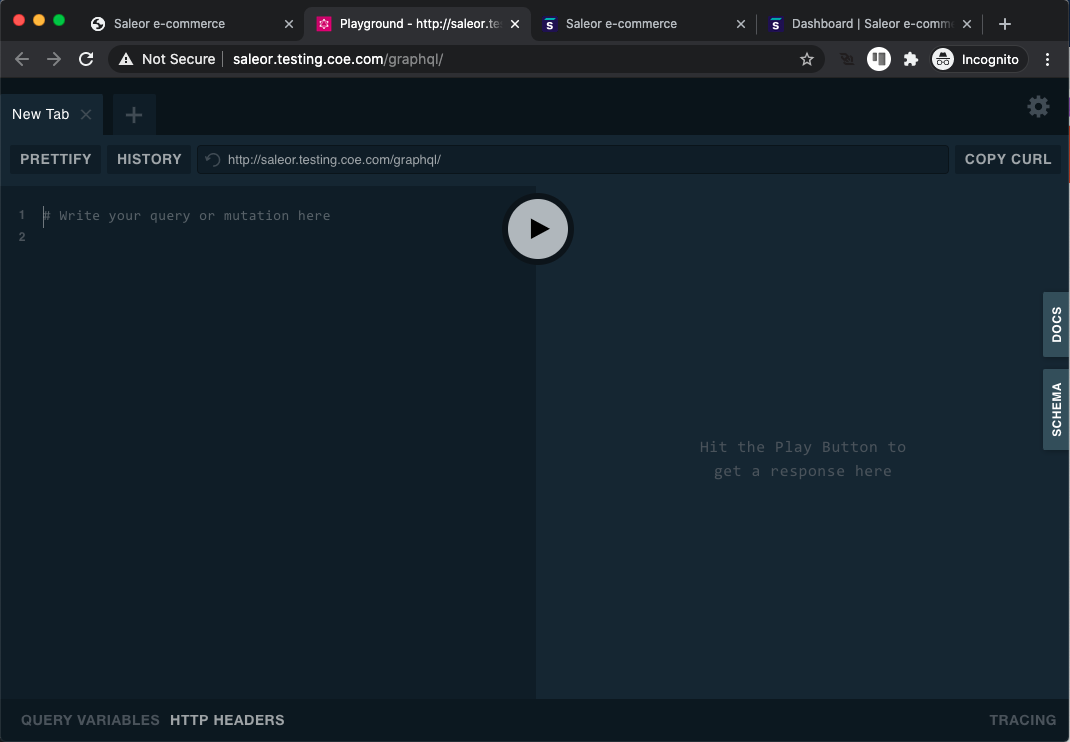 Saleor e-commerce
Playground - http://saleor.te
Saleor e-commerce
Dashboard | Saleor e-comm
Not Secure
saleor.testing.coe.com/graphql/
Incognito
New Tab
PRETTIFY
HISTORY
http://saleor.testing.coe.com/graphql/
COPY CURL
1 # Write your query or mutation here
2
DOCS
SCHEMA
Hit the Play Button to
get a response here
QUERY VARIABLES
HTTP HEADERS
TRACING